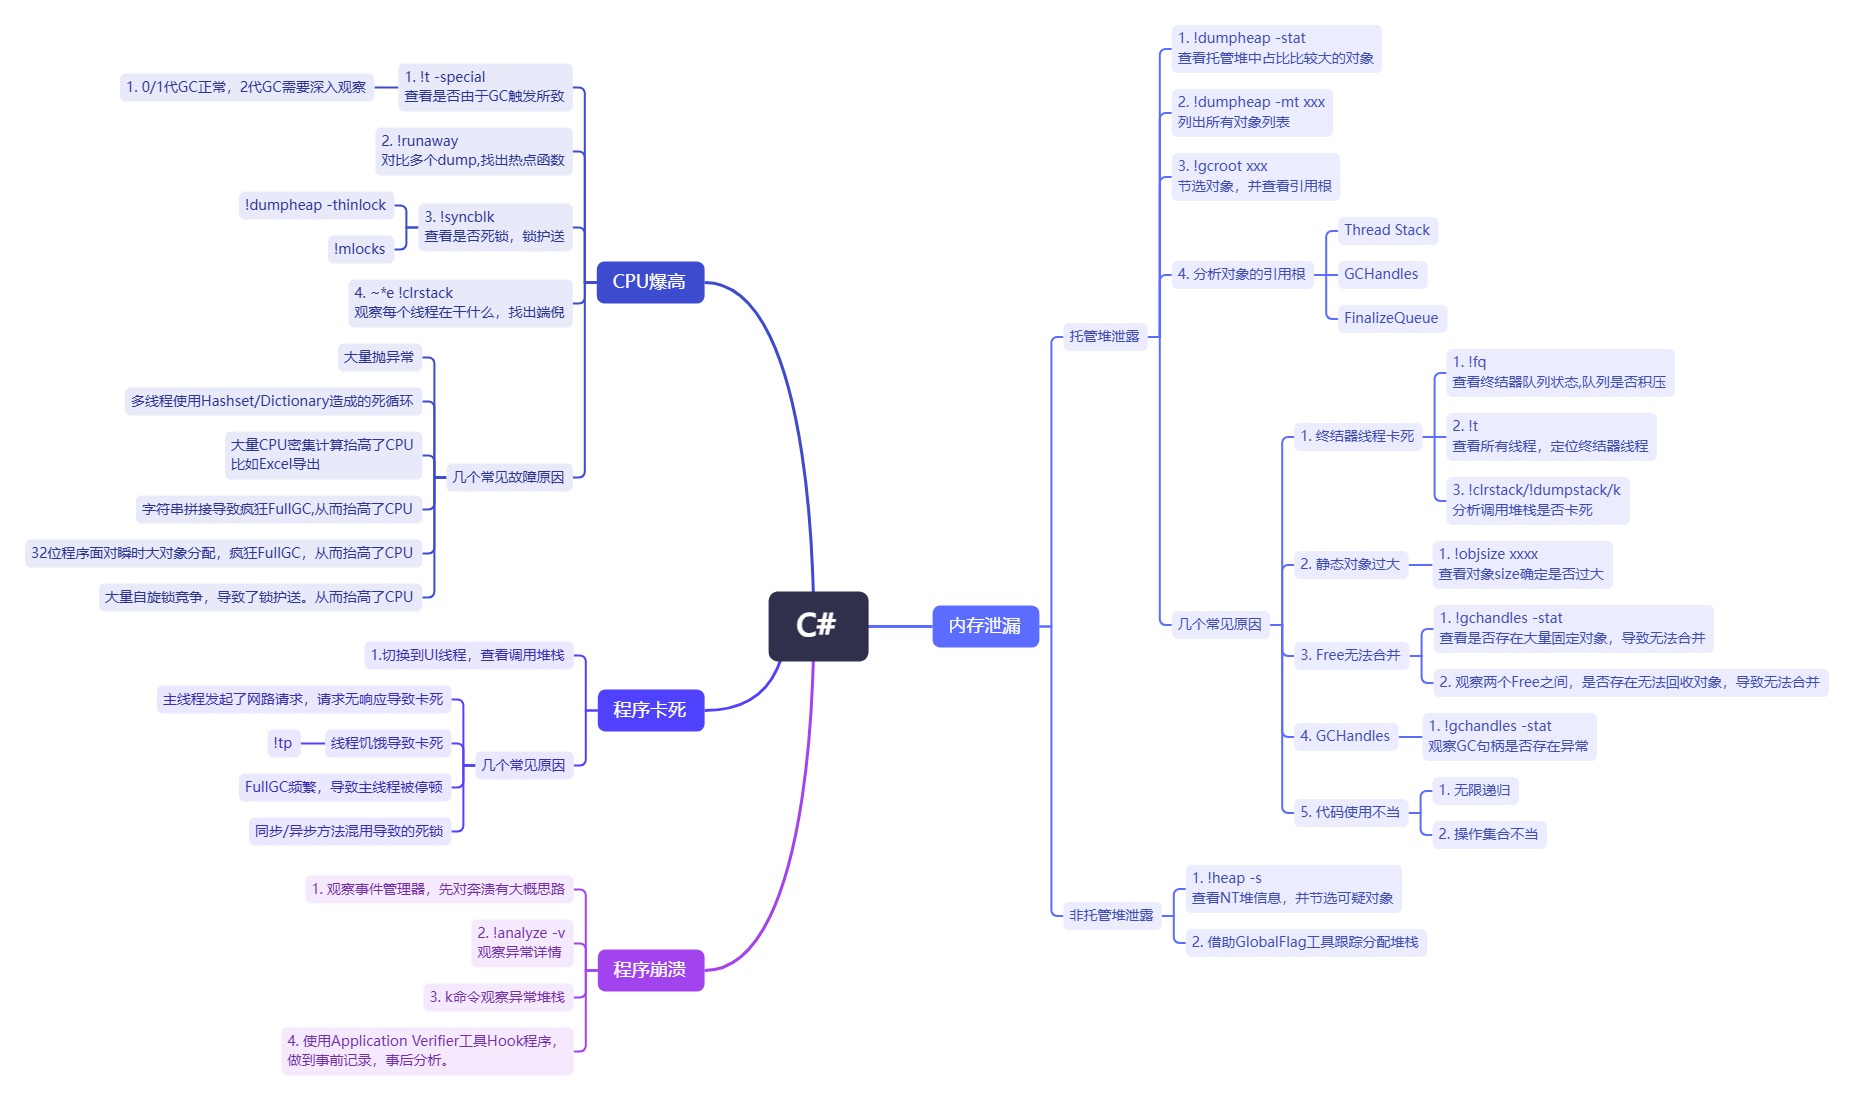 C#
CPU爆高
1. !t -special
查看是否由于GC触发所致
1. 0/1代GC正常，2代GC需要深入观察
2. !runaway
对比多个dump,找出热点函数
3. !syncblk
查看是否死锁，锁护送
!dumpheap -thinlock
!mlocks
4. ~*e !clrstack
观察每个线程在干什么，找出端倪
几个常见故障原因
大量抛异常
多线程使用Hashset/Dictionary造成的死循环
大量CPU密集计算抬高了CPU
比如Excel导出
字符串拼接导致疯狂FullGC,从而抬高了CPU
32位程序面对瞬时大对象分配，疯狂FullGC，从而抬高了CPU
大量自旋锁竞争，导致了锁护送。从而抬高了CPU
程序卡死
1.切换到UI线程，查看调用堆栈
几个常见原因
主线程发起了网路请求，请求无响应导致卡死
线程饥饿导致卡死
!tp
FullGC频繁，导致主线程被停顿
同步/异步方法混用导致的死锁
程序崩溃
1. 观察事件管理器，先对奔溃有大概思路
2. !analyze -v
观察异常详情
3. k命令观察异常堆栈
4. 使用Application Verifier工具Hook程序，
做到事前记录，事后分析。
内存泄漏
托管堆泄露
1. !dumpheap -stat
查看托管堆中占比比较大的对象
2. !dumpheap -mt xxx
列出所有对象列表
3. !gcroot xxx
节选对象，并查看引用根
4. 分析对象的引用根
Thread Stack
GCHandles
FinalizeQueue
几个常见原因
1. 终结器线程卡死
1. !fq
查看终结器队列状态,队列是否积压
2. !t
查看所有线程，定位终结器线程
3. !clrstack/!dumpstack/k
分析调用堆栈是否卡死
2. 静态对象过大
1. !objsize xxxx
查看对象size确定是否过大
3. Free无法合并
1. !gchandles -stat
查看是否存在大量固定对象，导致无法合并
2. 观察两个Free之间，是否存在无法回收对象，导致无法合并
4. GCHandles
1. !gchandles -stat
观察GC句柄是否存在异常
5. 代码使用不当
1. 无限递归
2. 操作集合不当
非托管堆泄露
1. !heap -s
查看NT堆信息，并节选可疑对象
2. 借助GlobalFlag工具跟踪分配堆栈